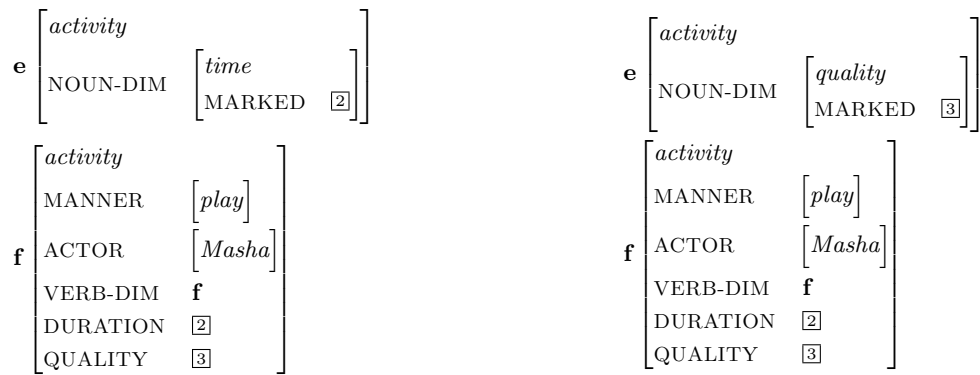 e [activity
NOUN-DIM [time
MARKED 2]]
f [activity
MANNER [play]
ACTOR [Masha]
VERB-DIM f
DURATION 2
QUALITY 3]
e [activity
NOUN-DIM [quality
MARKED 3]]
f [activity
MANNER [play]
ACTOR [Masha]
VERB-DIM f
DURATION 2
QUALITY 3]